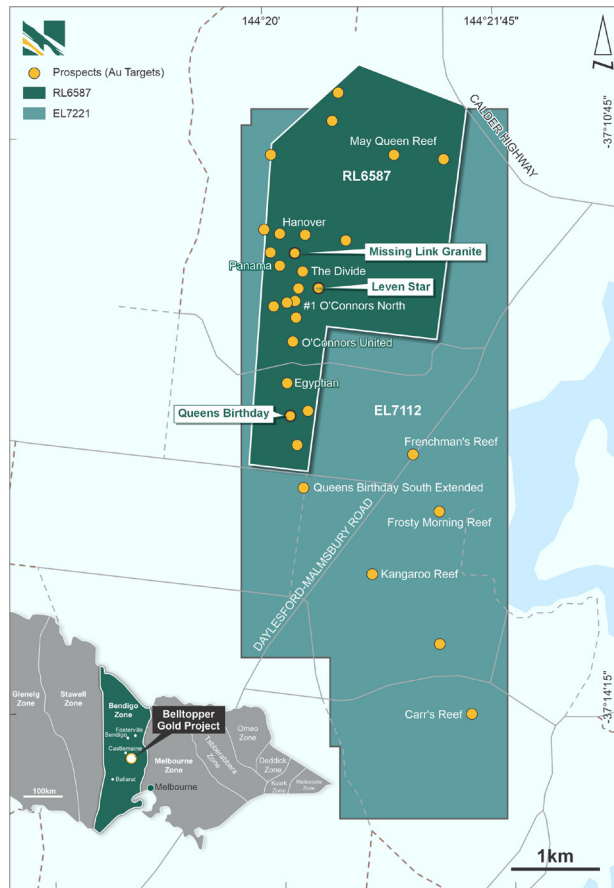 144°20'
144°21'45"
Prospects (Au Targets)
RL6587
EL7221
Z
-37°10'45"
CALDER HIGHWAY
May Queen Reef
RL6587
Hanover
Missing Link Granite
Panama
The Divide
Leven Star
#1 O'Connors North
O'Connors United
Egyptian
Queens Birthday
EL7112
Frenchman's Reef
Queens Birthday South Extended
Frosty Morning Reef
DAYLESFORD-MALMSBURY ROAD
Kangaroo Reef
Carr's Reef
-37°14'15"
Glenelg
Zone
Stawell
Zone
Bendigo
Zone
Fosterville
Bendigo
Castlemaine
Ballarat
Belltopper
Gold Project
Melbourne
Zone
Melbourne
Tabberabbera
Zone
Omeo
Zone
Deddick
Zone
Kuark
Zone
Mallacoota
Zone
100km
1km